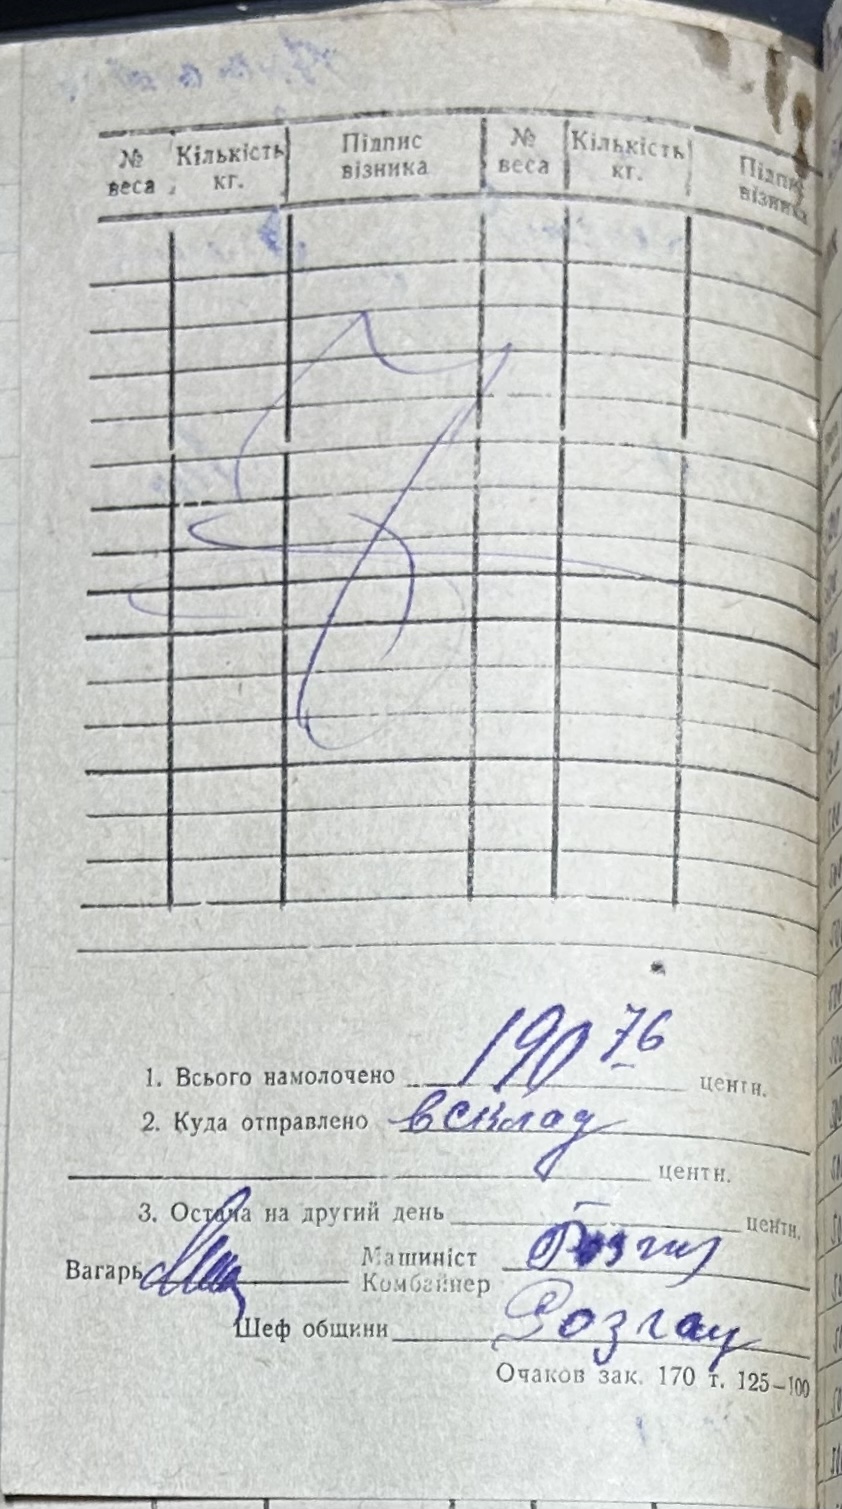 № веса Кількість кг. Підпис візника № веса Кількість кг. Підпис візника
190 76
1. Всього намолочено центн.
2. Куда отправлено в склад
центн.
3. Остача на другий день — центн.
Вагарь Машиніст
Комбайнер
Шеф общини
Очаков зак. 170 т. 125—100